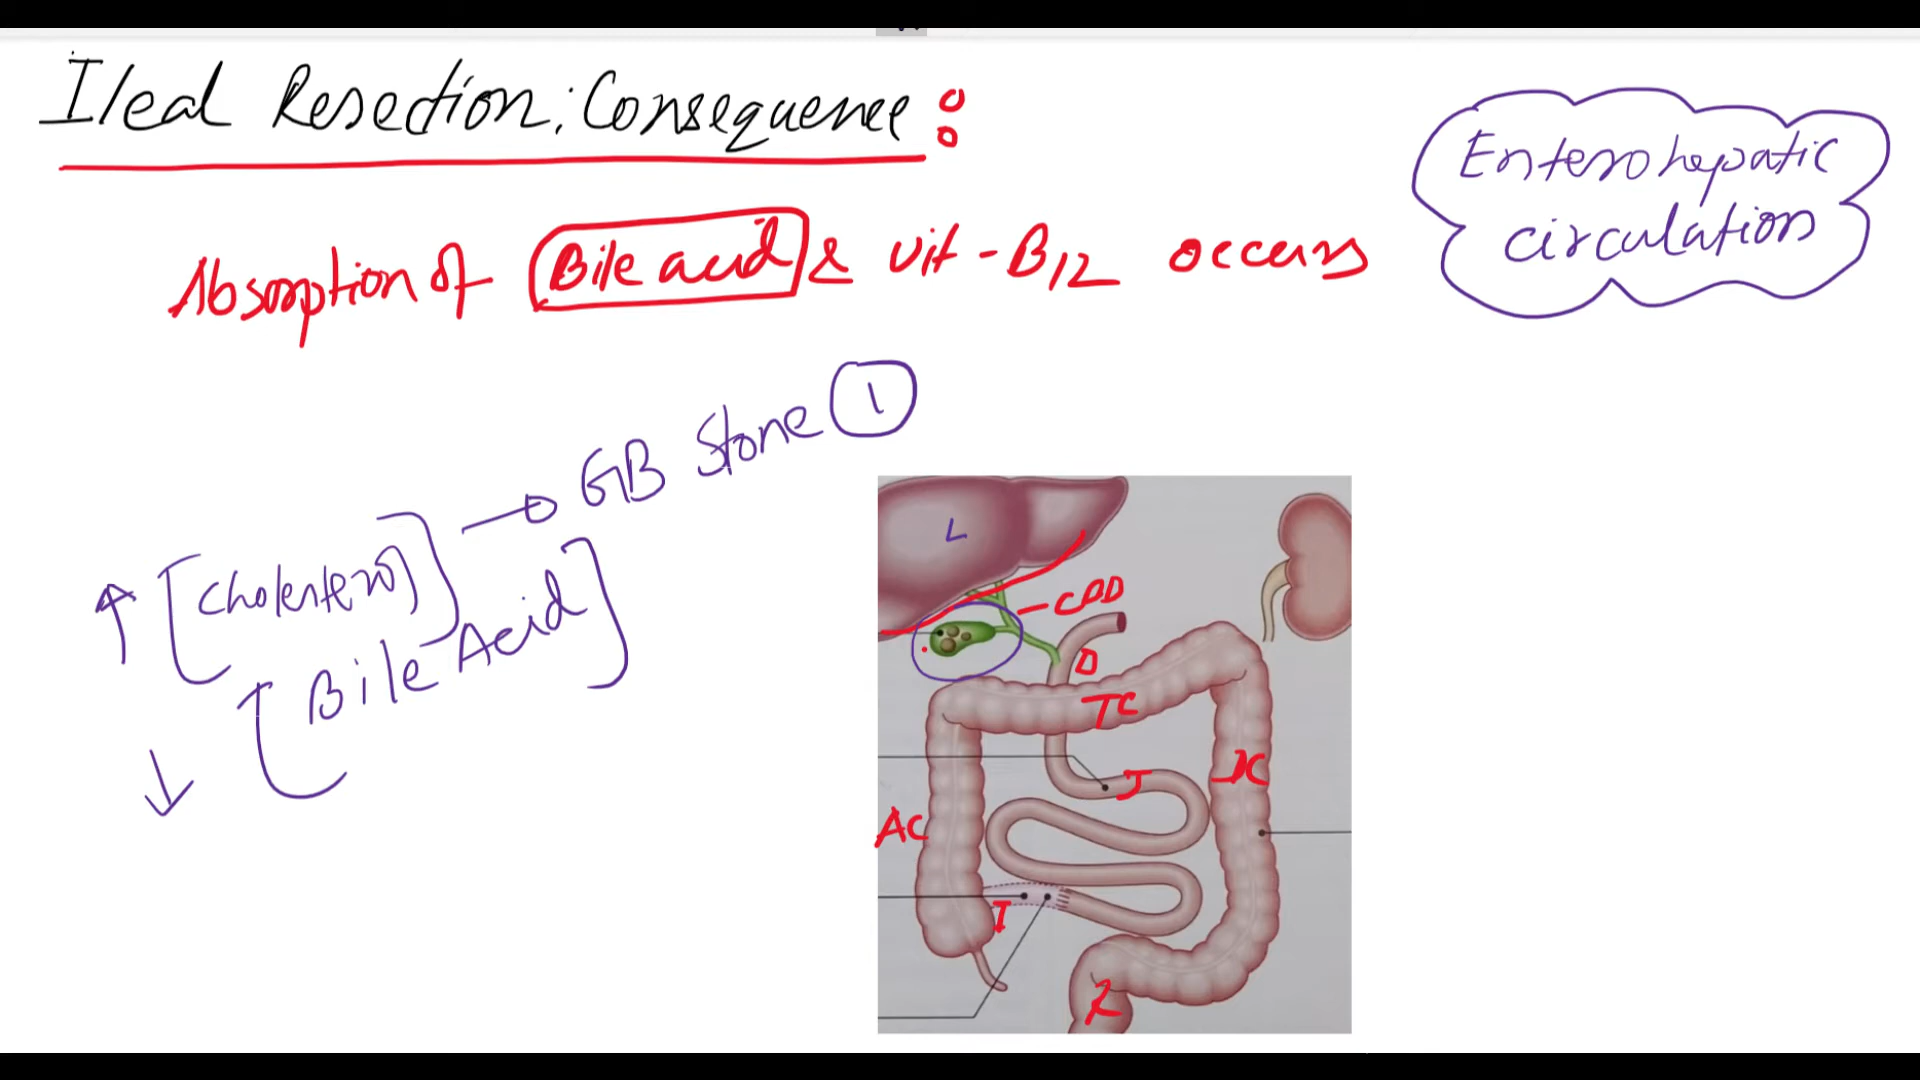 Ileal Resection: Consequence:
Enterohepatic
circulation
Absorption of Bile acid & vit-B12 occurs
GB Stone 1
↑ [Cholesterol] →
↓ [Bile Acid]
L
CBD
D
TC
J
DC
AC
I
R